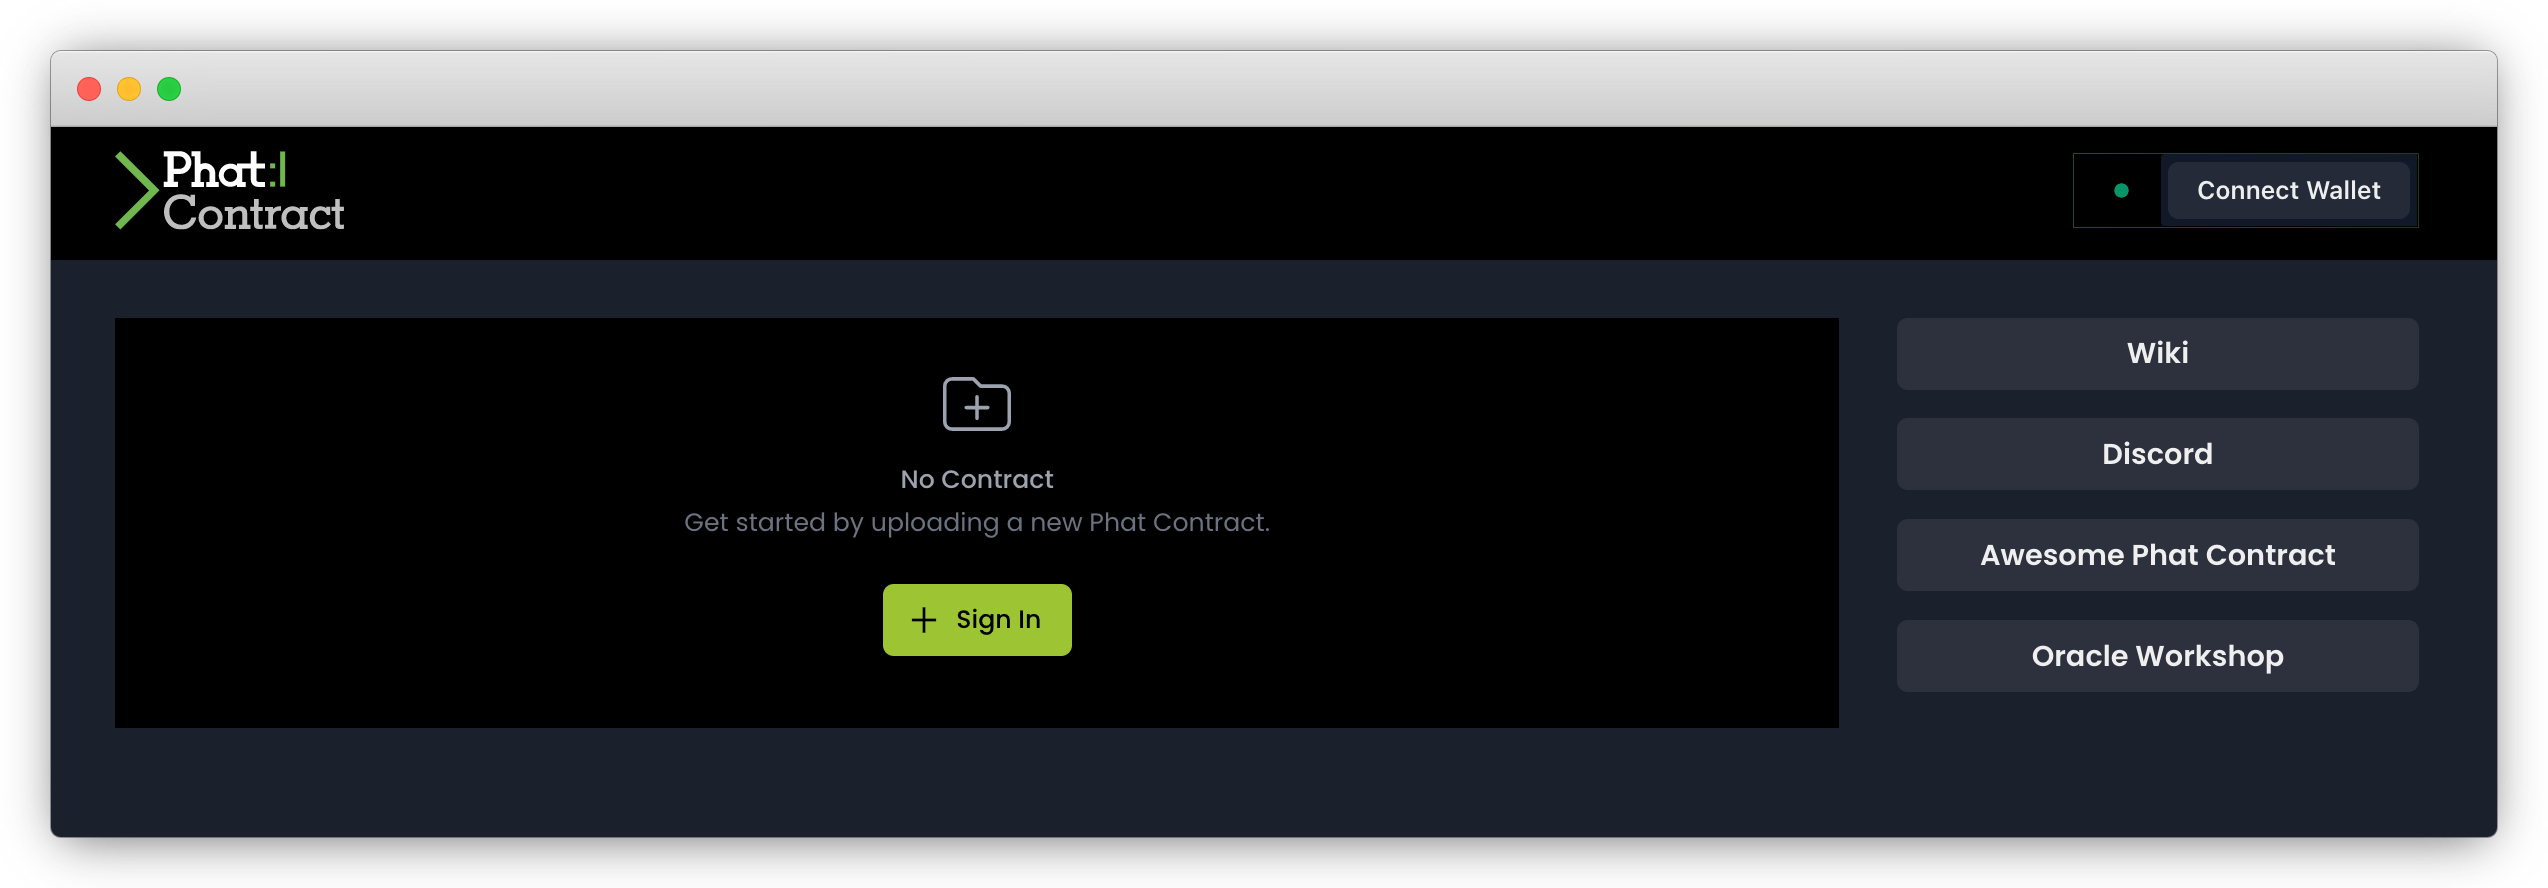 Phat:|
Contract
Connect Wallet
No Contract
Get started by uploading a new Phat Contract.
Sign In
Wiki
Discord
Awesome Phat Contract
Oracle Workshop